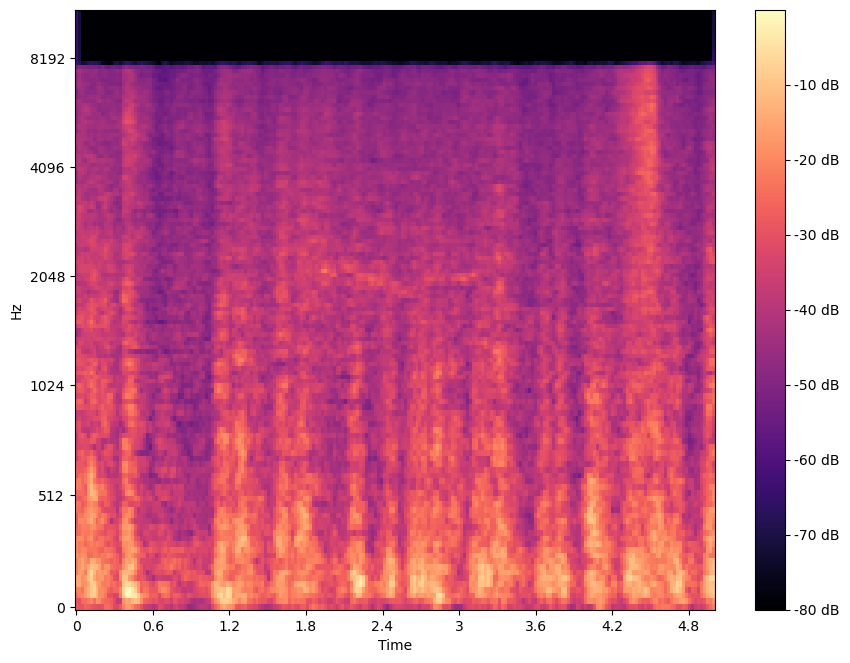 8192
4096
2048
1024
512
0
Hz
0 0.6 1.2 1.8 2.4 3 3.6 4.2 4.8
Time
-10 dB
-20 dB
-30 dB
-40 dB
-50 dB
-60 dB
-70 dB
-80 dB